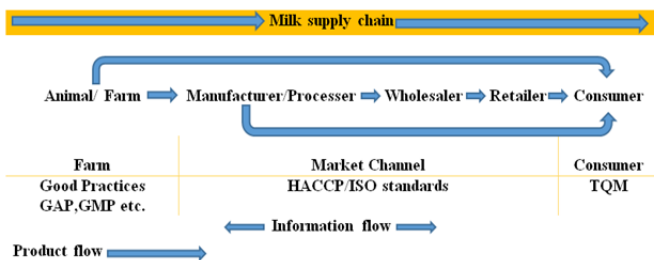 Milk supply chain
Animal/ Farm Manufacturer/Processer Wholesaler Retailer Consumer
Farm Market Channel Consumer
Good Practices HACCP/ISO standards TQM
GAP,GMP etc.
Information flow
Product flow